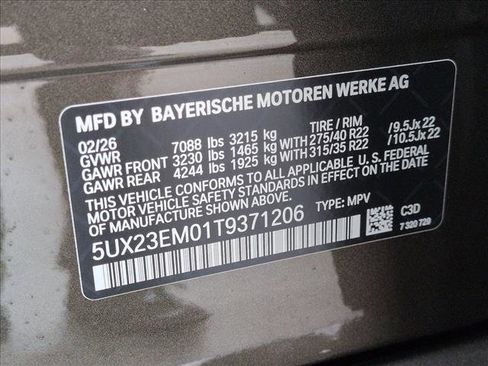 MFD BY BAYERISCHE MOTOREN WERKE AG
02/26 TIRE / RIM
GVWR 7088 lbs 3215 kg
GAWR FRONT 3230 lbs 1465 kg 275/40 R22 /9.5Jx 22
GAWR REAR 4244 lbs 1925 kg 315/35 R22 /10.5Jx 22
THIS VEHICLE CONFORMS TO ALL APPLICABLE U.S. FEDERAL
MOTOR VEHICLE SAFETY STANDARDS IN EFFECT ON THE DATE
OF MANUFACTURE SHOWN ABOVE.
5UX23EM01T9371206 TYPE: MPV
C3D
7 320 729